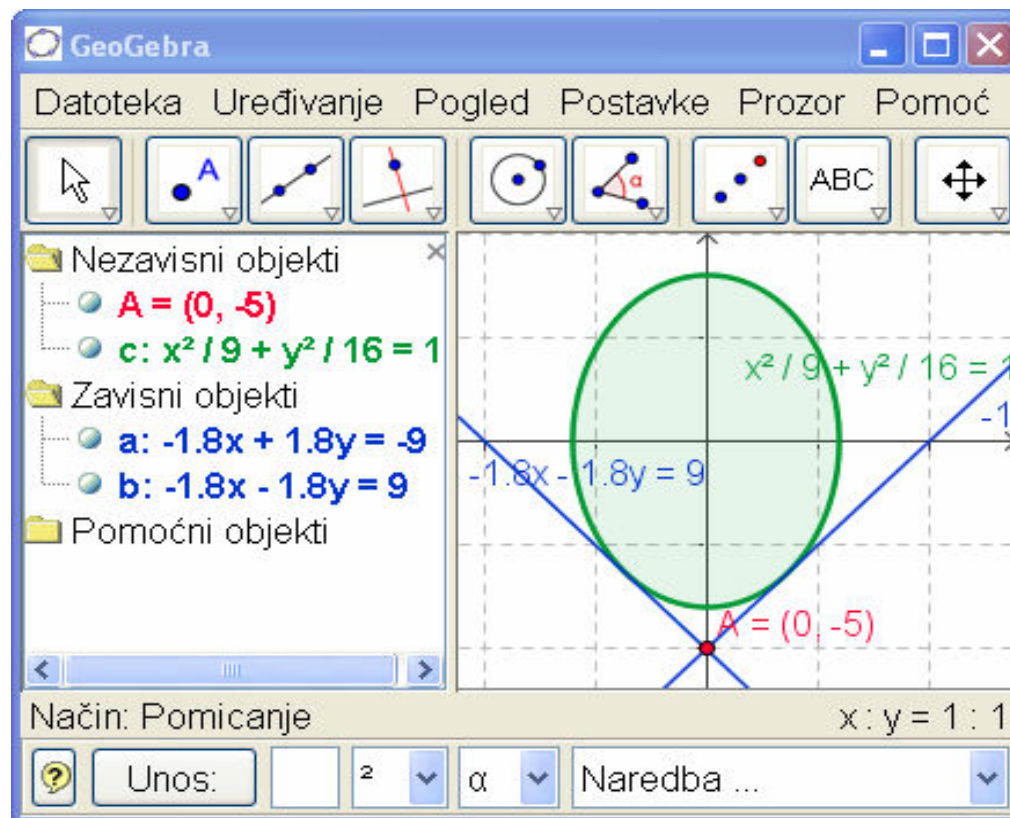 GeoGebra
Datoteka Uređivanje Pogled Postavke Prozor Pomoć
A α ABC
Nezavisni objekti
A = (0, -5)
c: x² / 9 + y² / 16 = 1
Zavisni objekti
a: -1.8x + 1.8y = -9
b: -1.8x - 1.8y = 9
Pomoćni objekti
x² / 9 + y² / 16 = 1
-1
-1.8x - 1.8y = 9
A = (0, -5)
Način: Pomicanje x : y = 1 : 1
? Unos: ² α Naredba ...